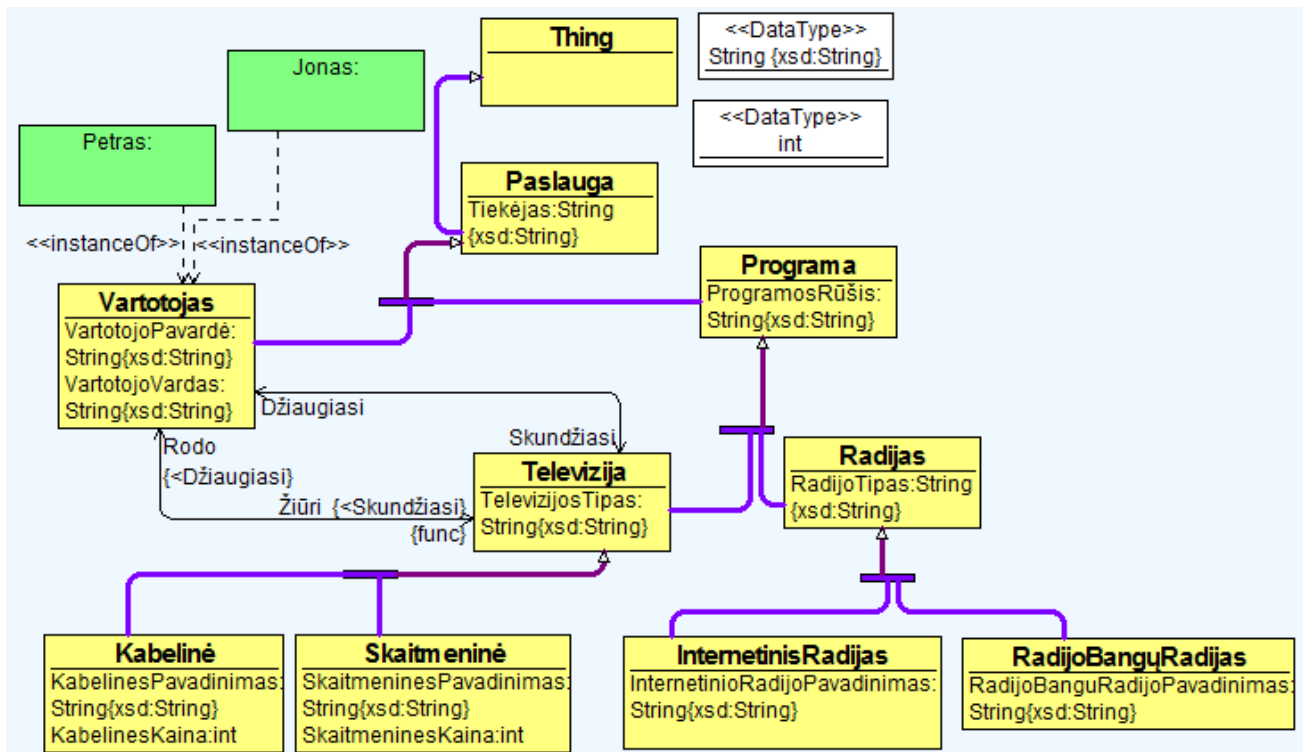 Thing
<<DataType>>
String {xsd:String}
Jonas:
<<DataType>>
int
Petras:
Paslauga
Tiekėjas:String
{xsd:String}
<<instanceOf>>
<<instanceOf>>
Programa
ProgramosRūšis:
String{xsd:String}
Vartotojas
VartotojoPavardė:
String{xsd:String}
VartotojoVardas:
String{xsd:String}
Džiaugiasi
Skundžiasi
Rodo
{<Džiaugiasi}
Žiūri {<Skundžiasi}
{func}
Televizija
TelevizijosTipas:
String{xsd:String}
Radijas
RadijoTipas:String
{xsd:String}
Kabelinė
KabelinesPavadinimas:
String{xsd:String}
KabelinesKaina:int
Skaitmeninė
SkaitmeninesPavadinimas:
String{xsd:String}
SkaitmeninesKaina:int
InternetinisRadijas
InternetinioRadijoPavadinimas:
String{xsd:String}
RadijoBangųRadijas
RadijoBanguRadijoPavadinimas:
String{xsd:String}